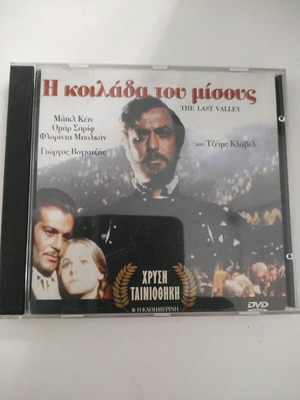 Η κοιλάδα του μίσους
THE LAST VALLEY
Μάικλ Κέιν
Ομάρ Σαρίφ
Φλορίντα Μπολκάν
Γιώργος Βογιατζής
του Τζέιμς Κλάβελ
ΧΡΥΣΗ
ΤΑΙΝΙΟΘΗΚΗ
Η ΚΑΘΗΜΕΡΙΝΗ
DVD